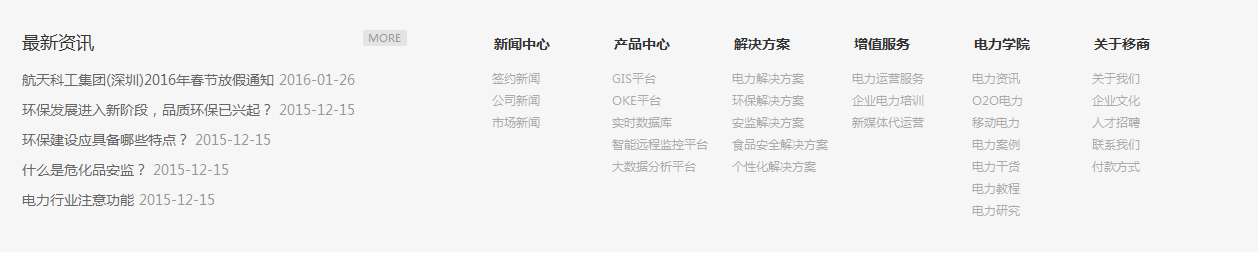 最新资讯
MORE
航天科工集团(深圳)2016年春节放假通知 2016-01-26
环保发展进入新阶段，品质环保已兴起？ 2015-12-15
环保建设应具备哪些特点？ 2015-12-15
什么是危化品安监？ 2015-12-15
电力行业注意功能 2015-12-15
新闻中心
签约新闻
公司新闻
市场新闻
产品中心
GIS平台
OKE平台
实时数据库
智能远程监控平台
大数据分析平台
解决方案
电力解决方案
环保解决方案
安监解决方案
食品安全解决方案
个性化解决方案
增值服务
电力运营服务
企业电力培训
新媒体代运营
电力学院
电力资讯
O2O电力
移动电力
电力案例
电力干货
电力教程
电力研究
关于移商
关于我们
企业文化
人才招聘
联系我们
付款方式